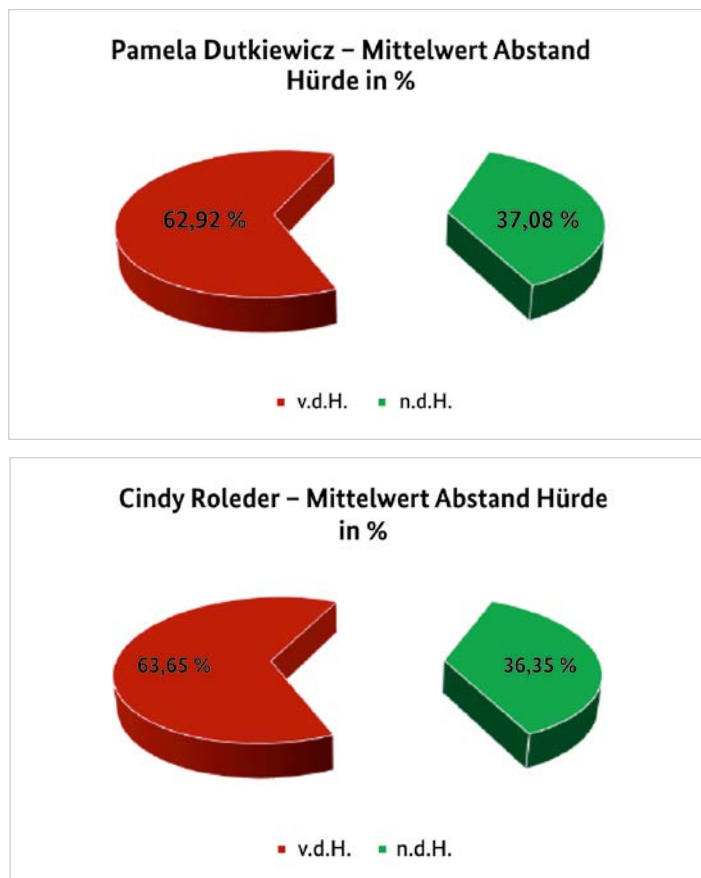 Pamela Dutkiewicz – Mittelwert Abstand
Hürde in %
62,92 %
37,08 %
v.d.H. n.d.H.
Cindy Roleder – Mittelwert Abstand Hürde
in %
63,65 %
36,35 %
v.d.H. n.d.H.